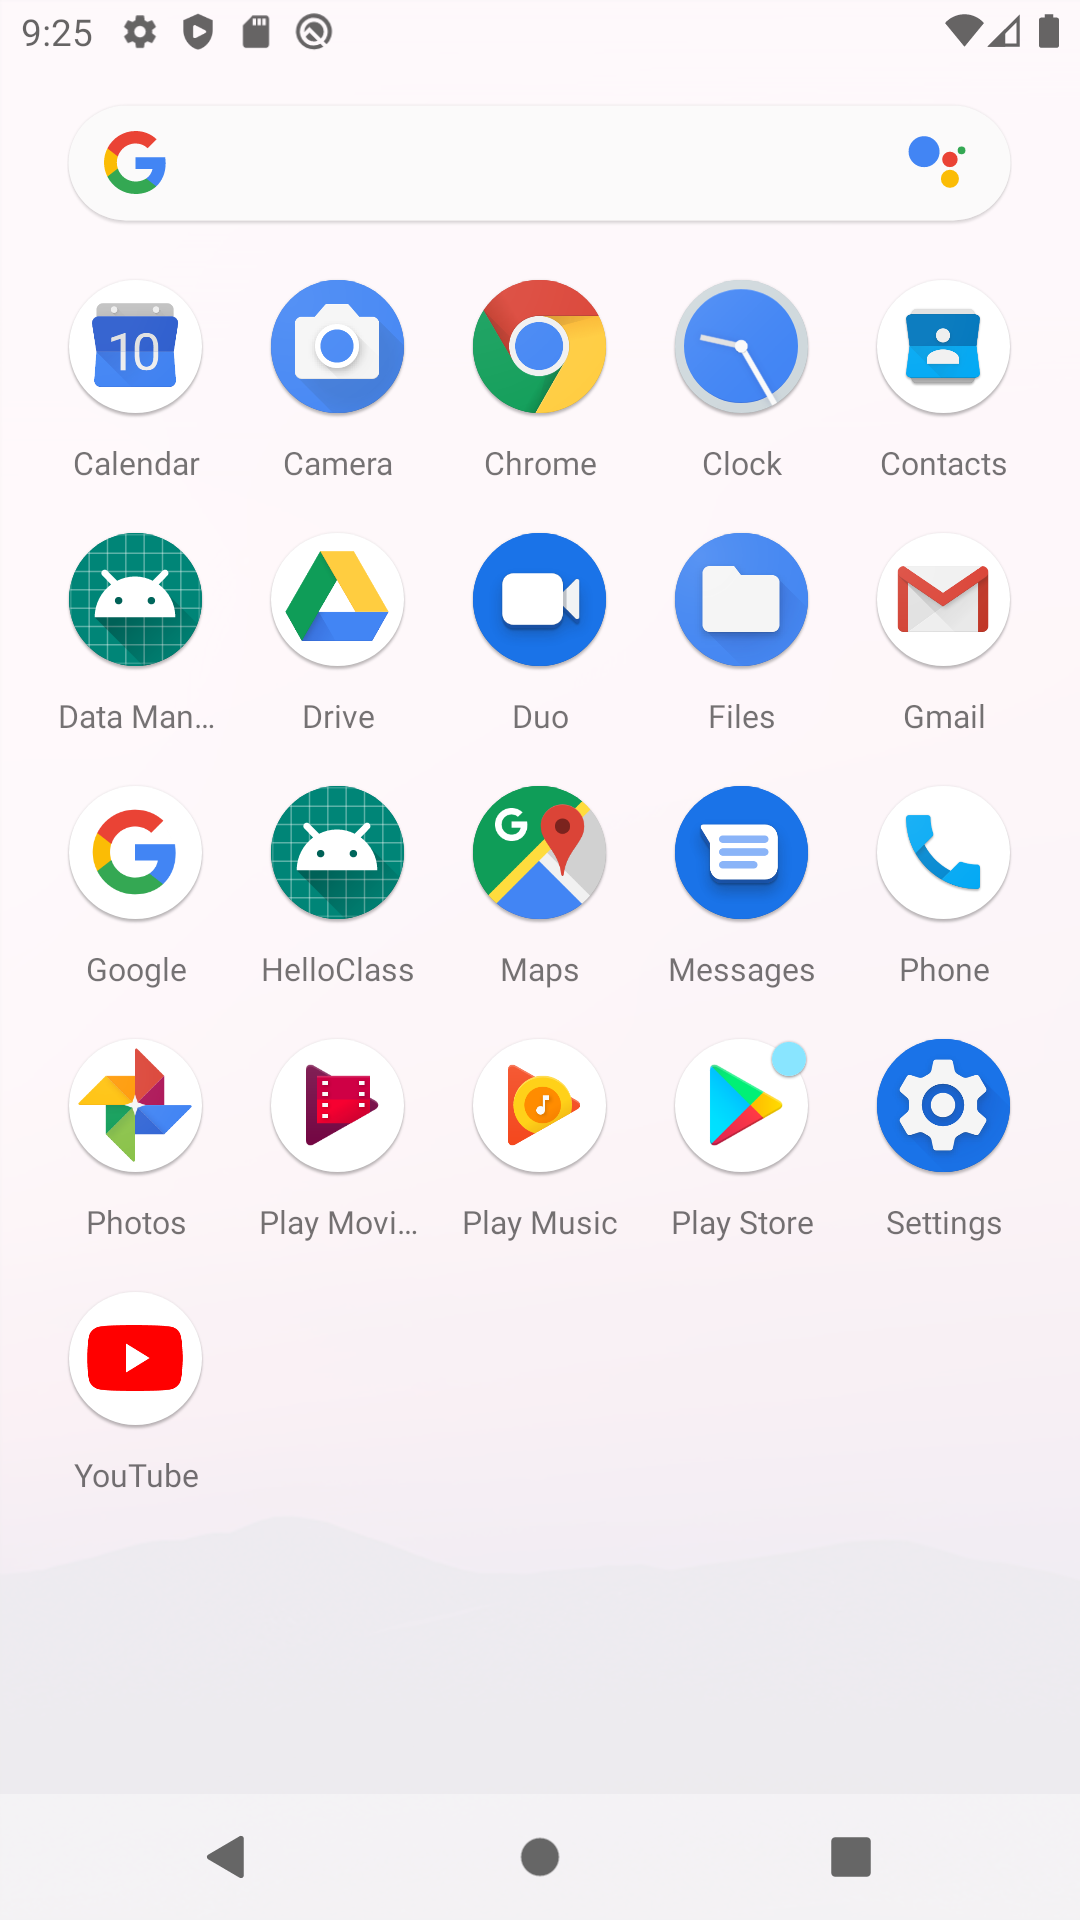 9:25
Calendar Camera Chrome Clock Contacts
Data Man... Drive Duo Files Gmail
Google HelloClass Maps Messages Phone
Photos Play Movi... Play Music Play Store Settings
YouTube
10